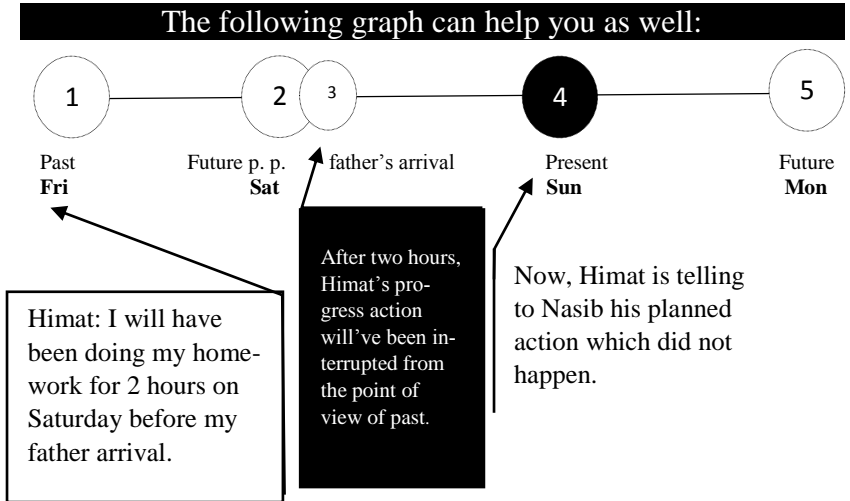 The following graph can help you as well:
1
2
3
4
5
Past
Fri
Future p. p.
Sat
father's arrival
Present
Sun
Future
Mon
Himat: I will have
been doing my home-
work for 2 hours on
Saturday before my
father arrival.
After two hours,
Himat's pro-
gress action
will've been in-
terrupted from
the point of
view of past.
Now, Himat is telling
to Nasib his planned
action which did not
happen.